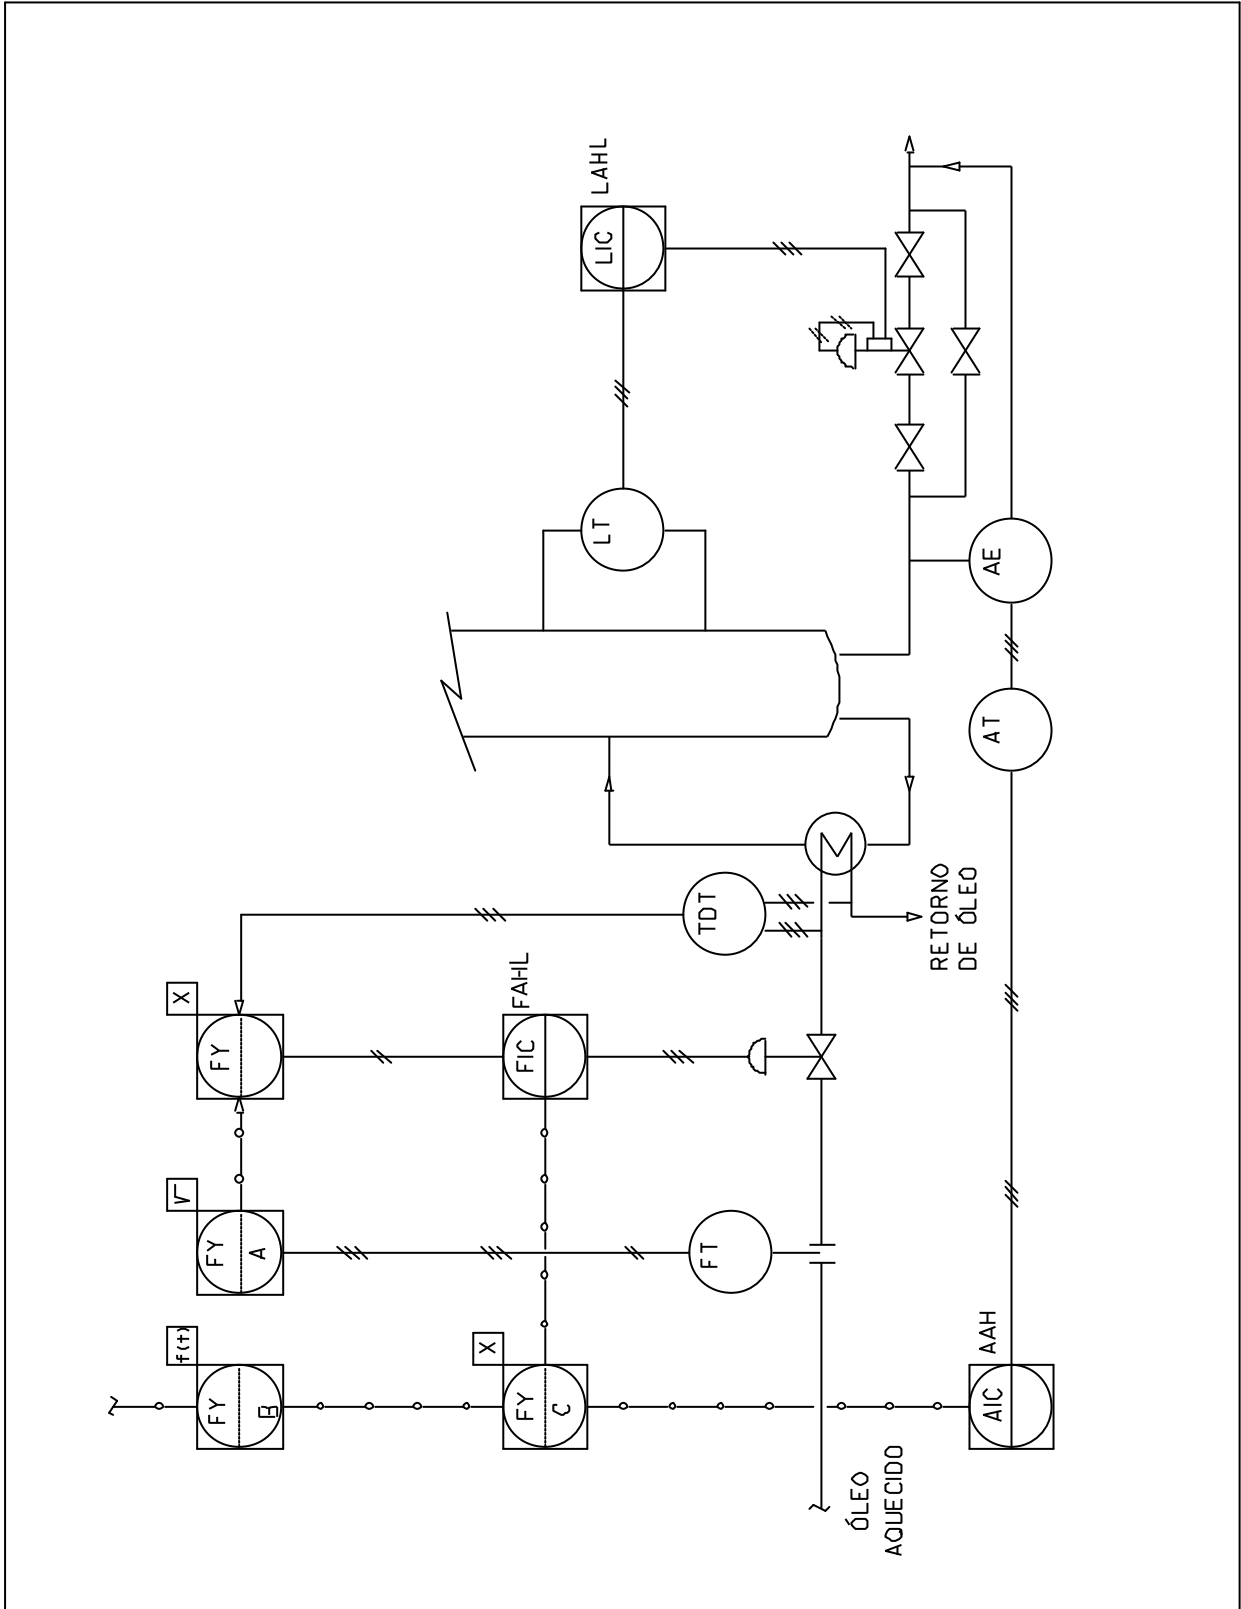 f(t)
FY
B
√
FY
A
X
FY
X
FY
C
FIC
FAHL
LT
LIC
LAHL
FT
TDT
ÓLEO
AQUECIDO
RETORNO
DE ÓLEO
AIC
AAH
AT
AE